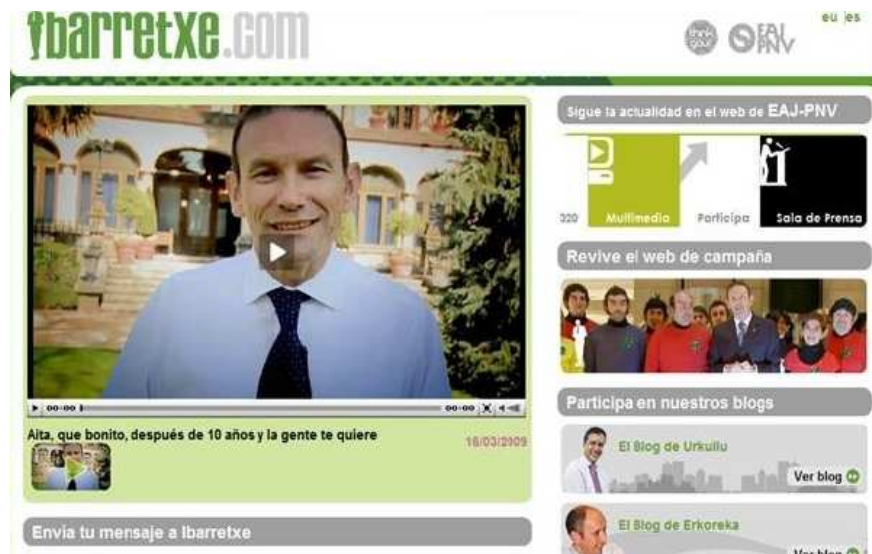 ibarretxe.com
eu es
think gaur
EAJ PNV
Sigue la actualidad en el web de EAJ-PNV
320
Multimedia
Participa
Sala de Prensa
Revive el web de campaña
00:00
00:00
Aita, que bonito, después de 10 años y la gente te quiere
16/03/2009
Participa en nuestros blogs
El Blog de Urkullu
Ver blog
El Blog de Erkoreka
Ver blog
Envia tu mensaje a Ibarretxe